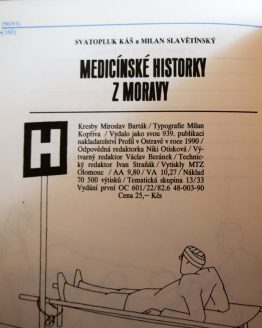 PROFIL
1990
SVATOPLUK KÁŠ a MILAN SLAVĚTÍNSKÝ
MEDICÍNSKÉ HISTORKY
Z MORAVY
H
Kresby Miroslav Barták / Typografie Milan
Kopřiva / Vydalo jako svou 939. publikaci
nakladatelství Profil v Ostravě v roce 1990 /
Odpovědná redaktorka Niki Otisková / Vý-
tvarný redaktor Václav Beránek / Technic-
ký redaktor Ivan Straňák / Vytiskly MTZ
Olomouc / AA 9,80 / VA 10,27 / Náklad
70 500 výtisků / Tematická skupina 13/33
Vydání první OC 601/22/82.6 48-003-90
Cena 25,— Kčs